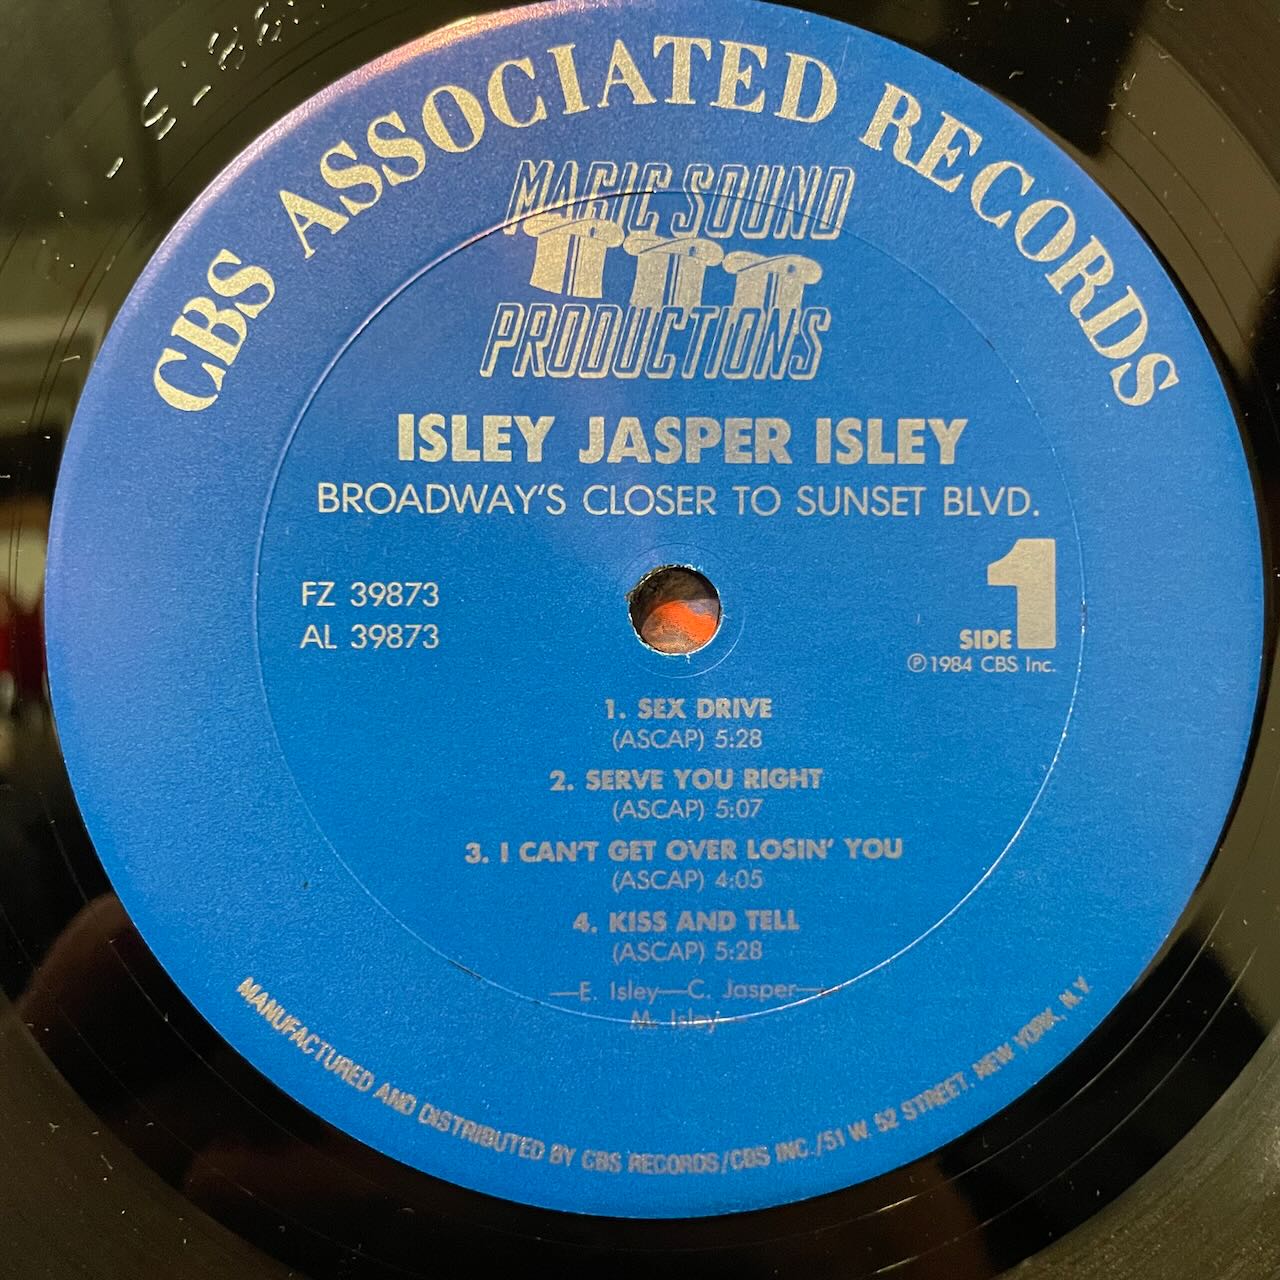 CBS ASSOCIATED RECORDS
MAGIC SOUND
PRODUCTIONS
ISLEY JASPER ISLEY
BROADWAY'S CLOSER TO SUNSET BLVD.
FZ 39873
AL 39873
SIDE 1
℗ 1984 CBS Inc.
1. SEX DRIVE
(ASCAP) 5:28
2. SERVE YOU RIGHT
(ASCAP) 5:07
3. I CAN'T GET OVER LOSIN' YOU
(ASCAP) 4:05
4. KISS AND TELL
(ASCAP) 5:28
—E. Isley—C. Jasper—
M. Isley—
MANUFACTURED AND DISTRIBUTED BY CBS RECORDS/CBS INC./51 W. 52 STREET, NEW YORK, N.Y.